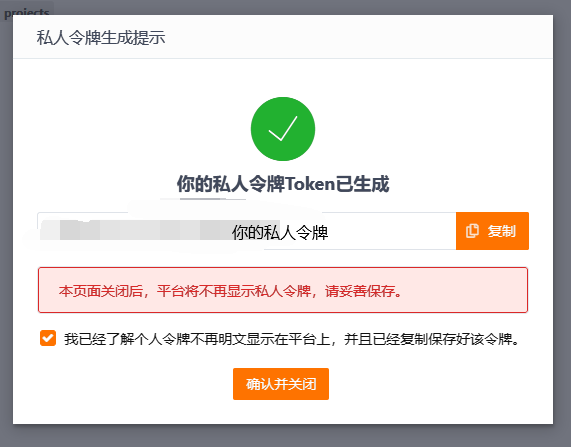 projects
私人令牌生成提示
你的私人令牌Token已生成
你的私人令牌
复制
本页面关闭后，平台将不再显示私人令牌，请妥善保存。
我已经了解个人令牌不再明文显示在平台上，并且已经复制保存好该令牌。
确认并关闭